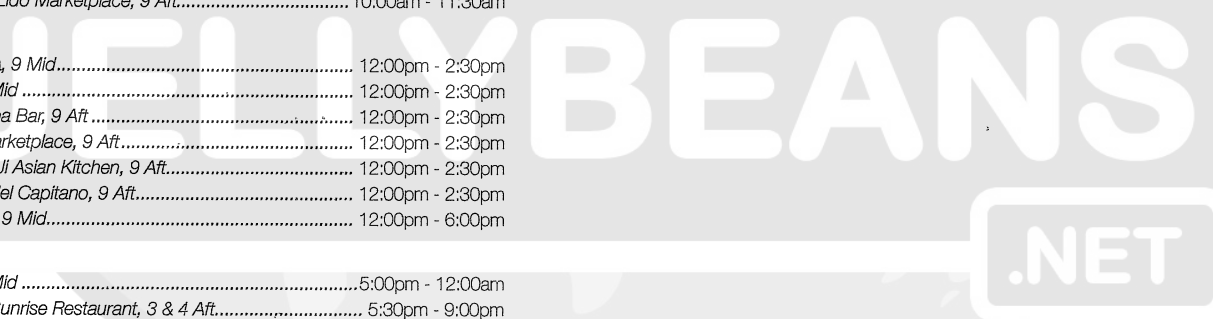 Lido Marketplace, 9 Aft.................................... 10:00am - 11:30am
JELLYBEANS
, 9 Mid............................................................... 12:00pm - 2:30pm
Mid ...................................................................... 12:00pm - 2:30pm
a Bar, 9 Aft ........................................................ 12:00pm - 2:30pm
arketplace, 9 Aft................................................. 12:00pm - 2:30pm
Ji Asian Kitchen, 9 Aft........................................ 12:00pm - 2:30pm
el Capitano, 9 Aft.............................................. 12:00pm - 2:30pm
9 Mid................................................................. 12:00pm - 6:00pm
.NET
Mid ......................................................................5:00pm - 12:00am
unrise Restaurant, 3 & 4 Aft............................... 5:30pm - 9:00pm